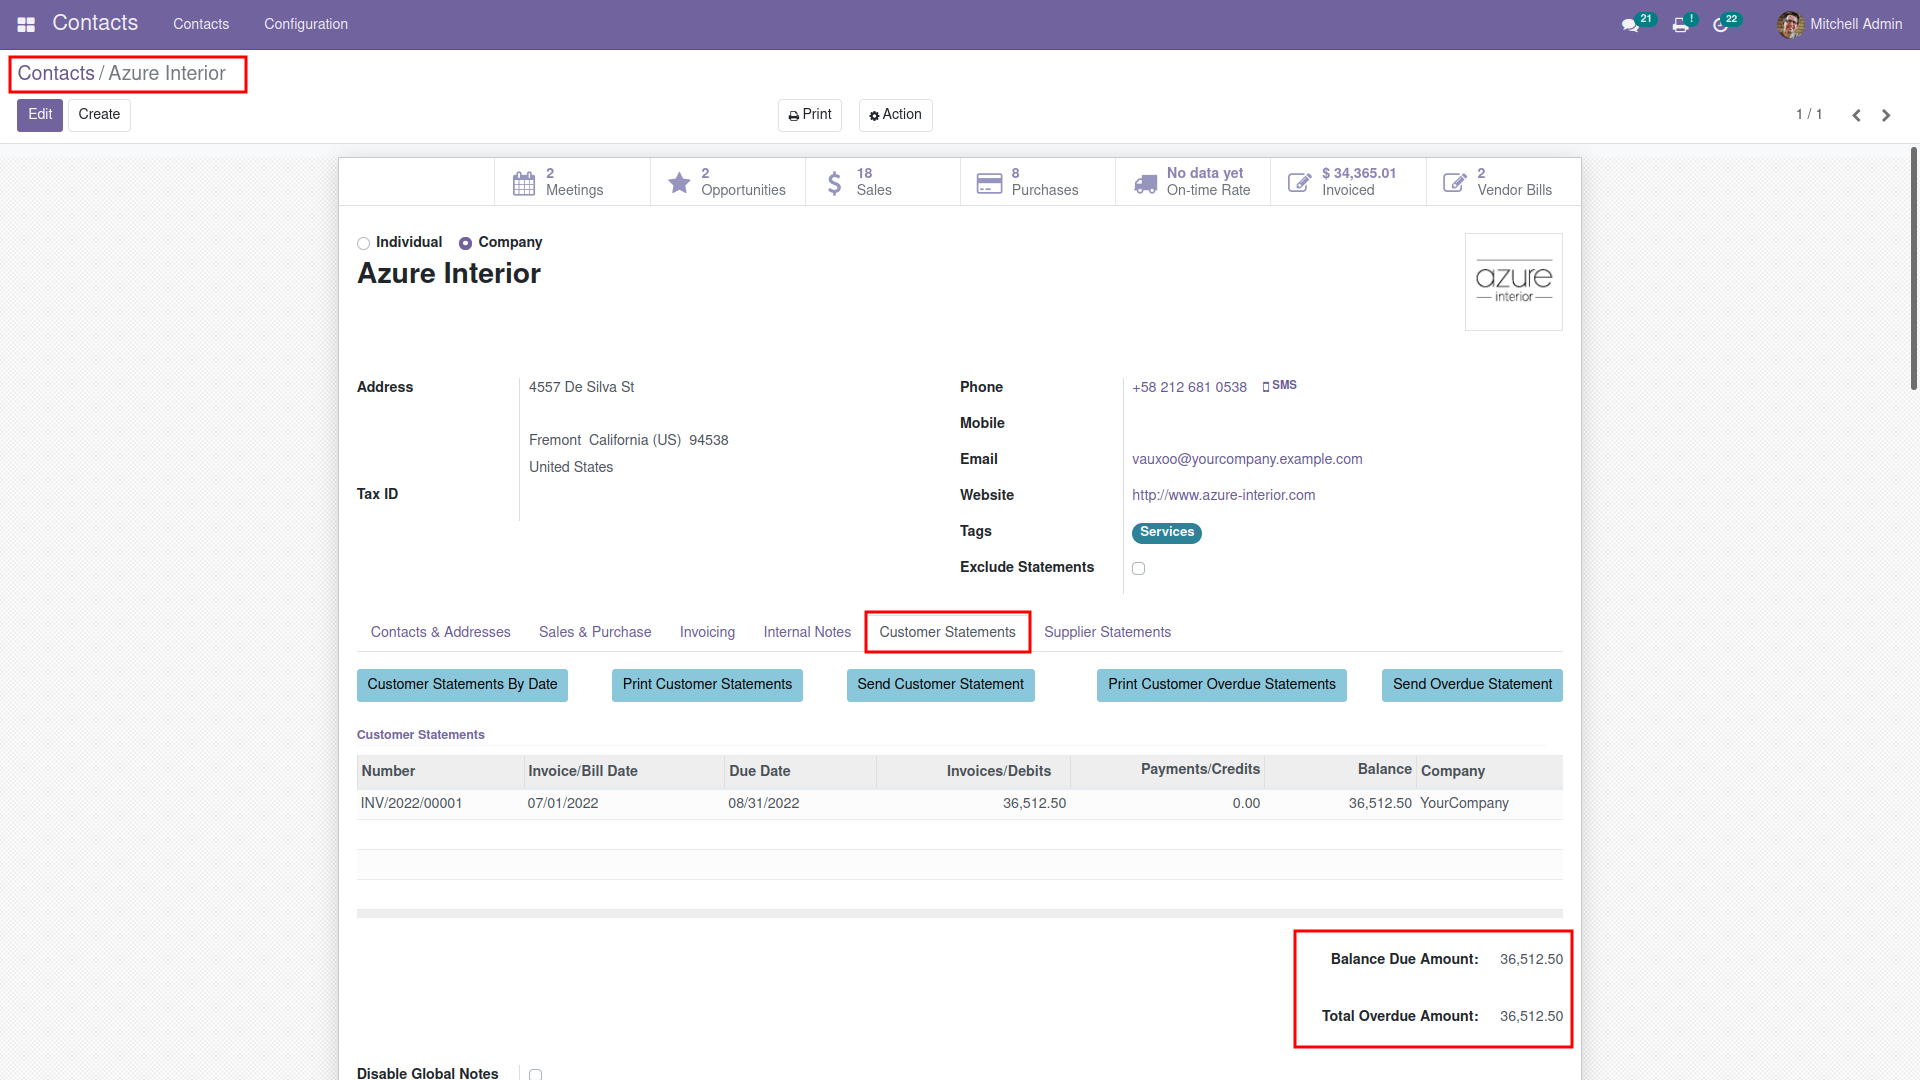 Contacts Contacts Configuration 21 ! 22 Mitchell Admin
Contacts / Azure Interior
Edit Create Print Action 1 / 1
2 Meetings
2 Opportunities
18 Sales
8 Purchases
No data yet On-time Rate
$ 34,365.01 Invoiced
2 Vendor Bills
Individual Company
Azure Interior
azure
interior
Address 4557 De Silva St
Fremont California (US) 94538
United States
Tax ID
Phone +58 212 681 0538 SMS
Mobile
Email vauxoo@yourcompany.example.com
Website http://www.azure-interior.com
Tags Services
Exclude Statements
Contacts & Addresses Sales & Purchase Invoicing Internal Notes Customer Statements Supplier Statements
Customer Statements By Date Print Customer Statements Send Customer Statement Print Customer Overdue Statements Send Overdue Statement
Customer Statements
Number Invoice/Bill Date Due Date Invoices/Debits Payments/Credits Balance Company
INV/2022/00001 07/01/2022 08/31/2022 36,512.50 0.00 36,512.50 YourCompany
Balance Due Amount: 36,512.50
Total Overdue Amount: 36,512.50
Disable Global Notes